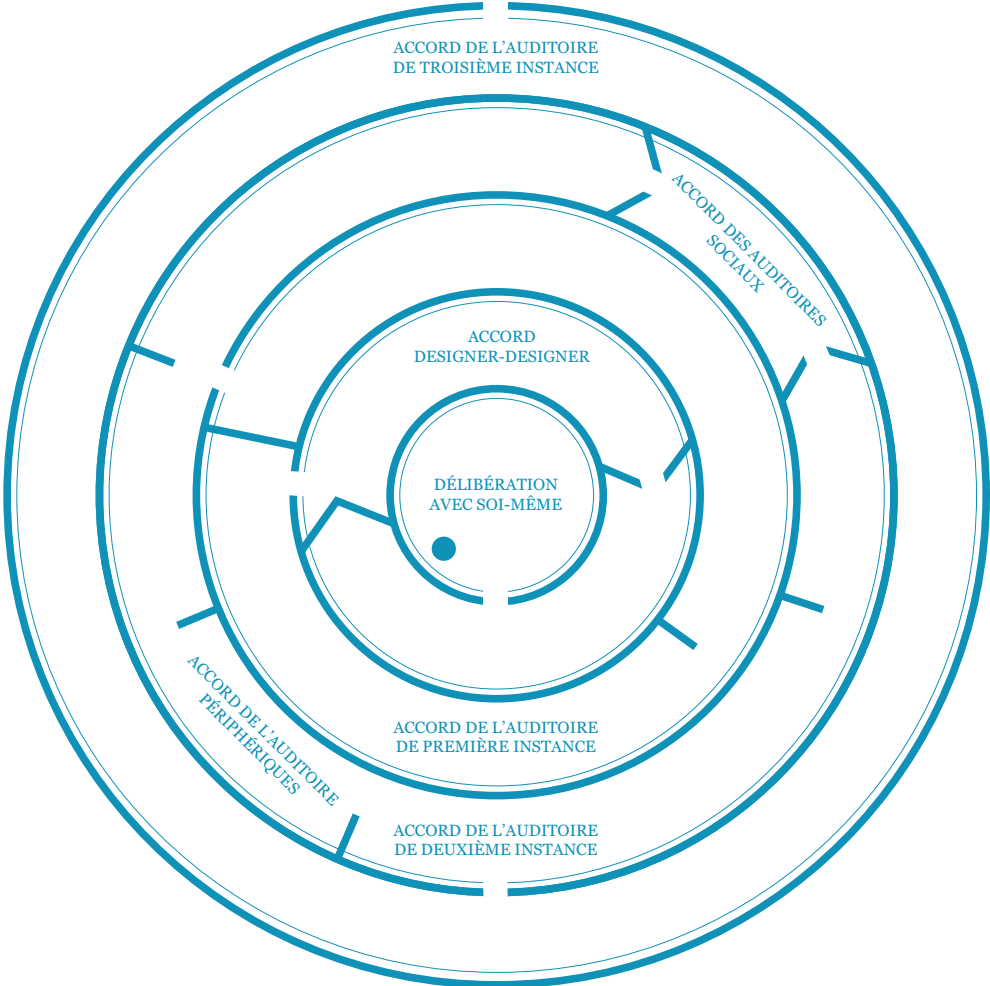 ACCORD DE L’AUDITOIRE
DE TROISIÈME INSTANCE
ACCORD DES AUDITOIRES
SOCIAUX
ACCORD
DESIGNER-DESIGNER
DÉLIBÉRATION
AVEC SOI-MÊME
ACCORD DE L’AUDITOIRE
PÉRIPHÉRIQUES
ACCORD DE L’AUDITOIRE
DE PREMIÈRE INSTANCE
ACCORD DE L’AUDITOIRE
DE DEUXIÈME INSTANCE